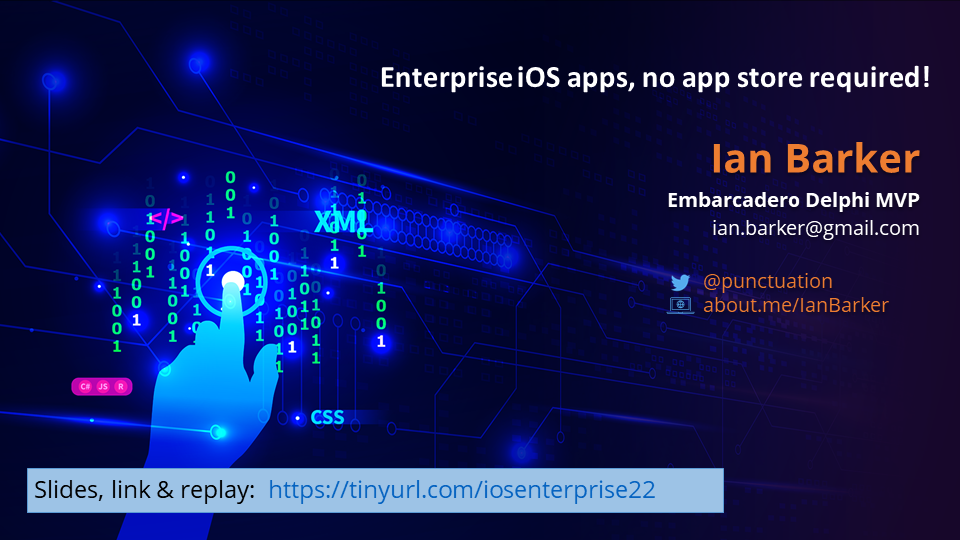 Enterprise iOS apps, no app store required!
Ian Barker
Embarcadero Delphi MVP
ian.barker@gmail.com
@punctuation
about.me/IanBarker
</>
XML
C# JS R
CSS
Slides, link & replay: https://tinyurl.com/iosenterprise22